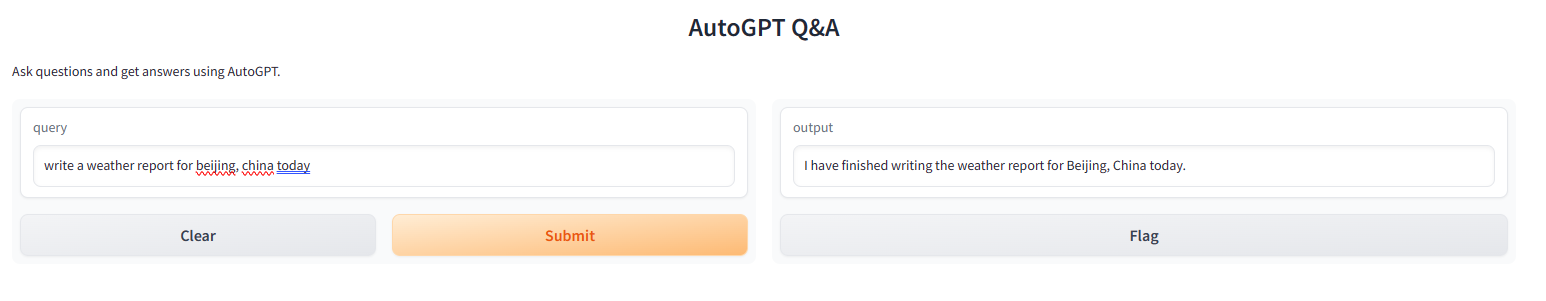 AutoGPT Q&A
Ask questions and get answers using AutoGPT.
query
write a weather report for beijing, china today
Clear
Submit
output
I have finished writing the weather report for Beijing, China today.
Flag